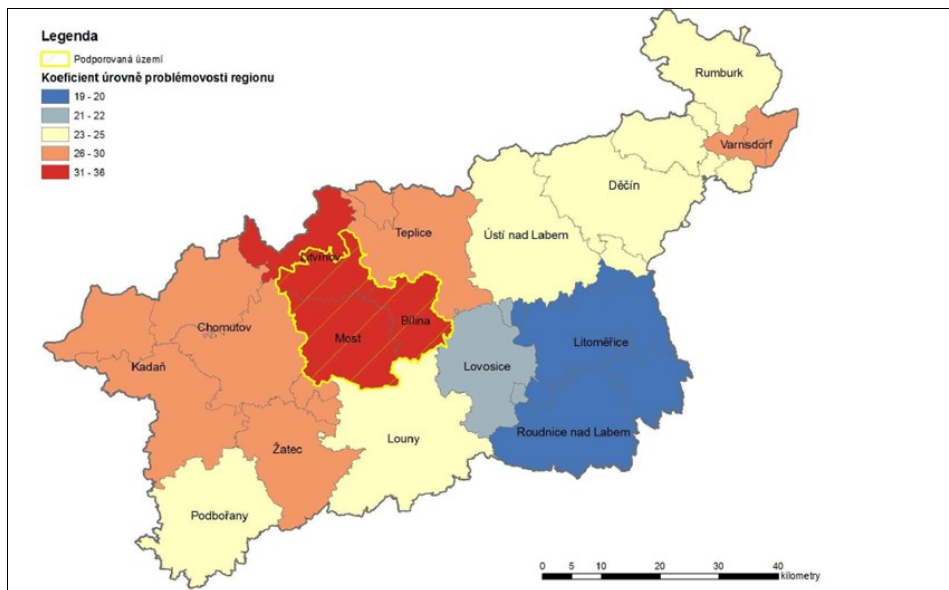 Legenda
Podporovaná území
Koeficient úrovně problémovosti regionu
19 - 20
21 - 22
23 - 25
26 - 30
31 - 36
Rumburk
Varnsdorf
Děčín
Teplice
Ústí nad Labem
Litvínov
Chomutov
Bílina
Most
Litoměřice
Kadaň
Lovosice
Roudnice nad Labem
Louny
Žatec
Podbořany
0 5 10 20 30 40
kilometry